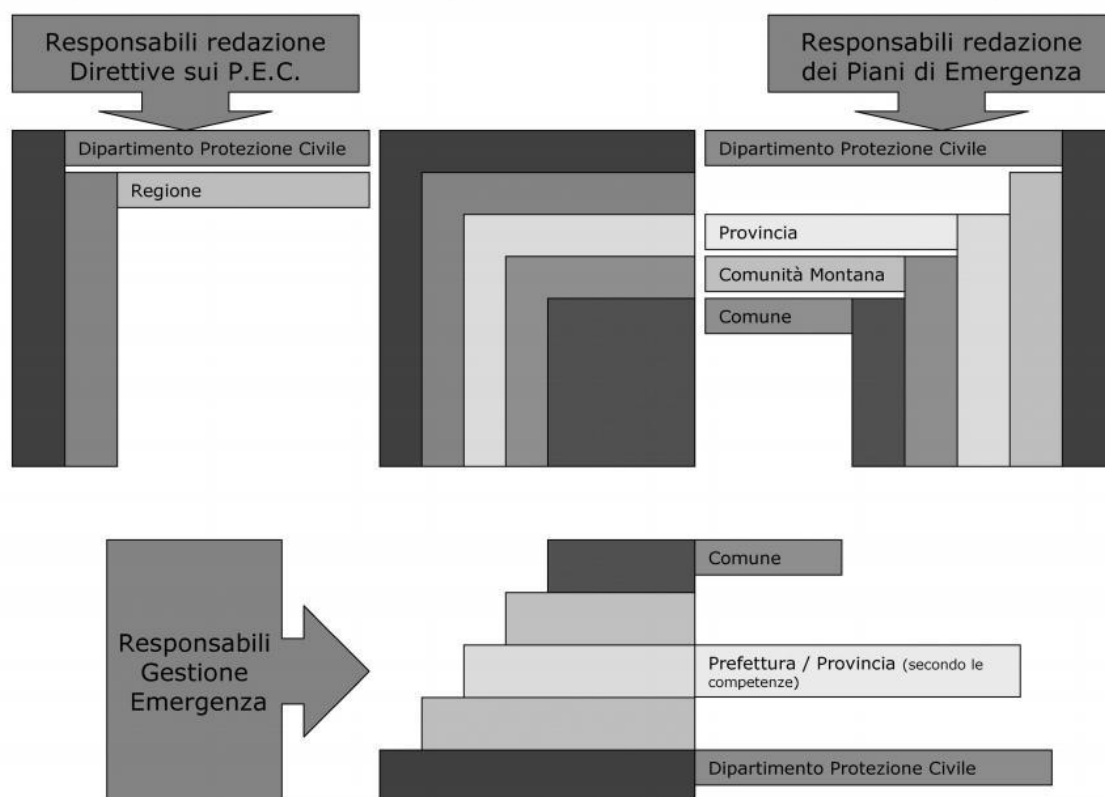 Responsabili redazione
Direttive sui P.E.C.
Responsabili redazione
dei Piani di Emergenza
Dipartimento Protezione Civile
Regione
Dipartimento Protezione Civile
Provincia
Comunità Montana
Comune
Responsabili
Gestione
Emergenza
Comune
Prefettura / Provincia (secondo le
competenze)
Dipartimento Protezione Civile